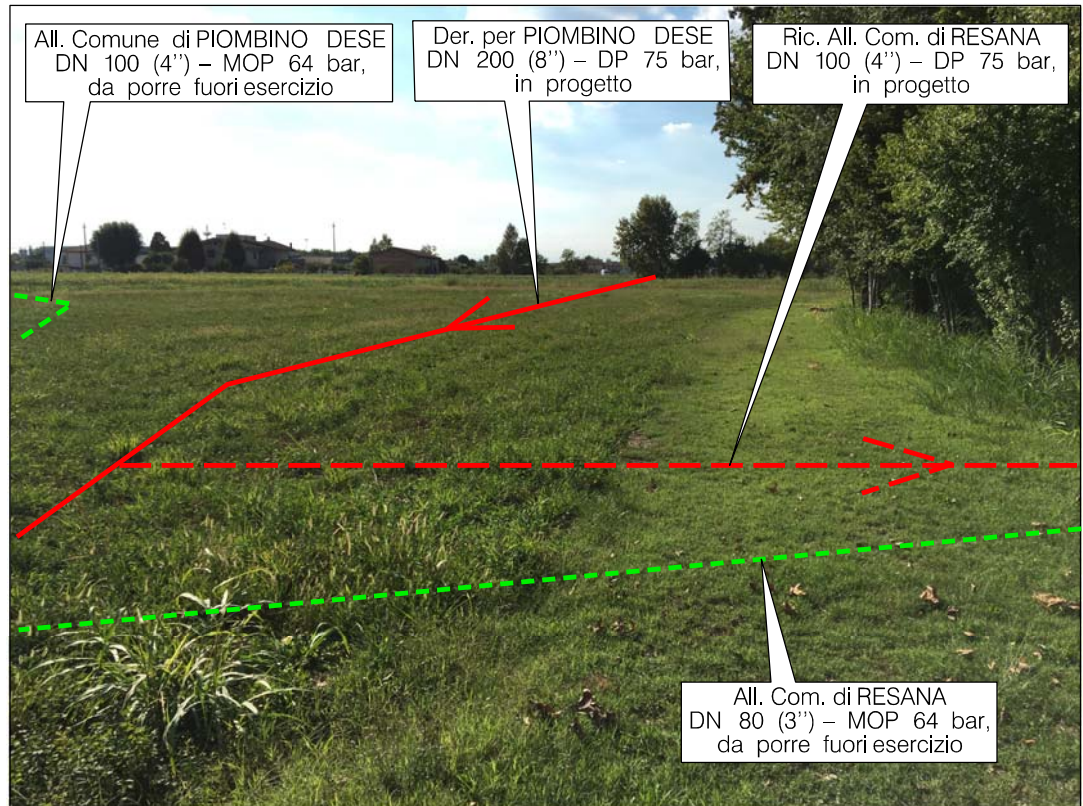 All. Comune di PIOMBINO DESE
DN 100 (4'') – MOP 64 bar,
da porre fuori esercizio
Der. per PIOMBINO DESE
DN 200 (8'') – DP 75 bar,
in progetto
Ric. All. Com. di RESANA
DN 100 (4'') – DP 75 bar,
in progetto
All. Com. di RESANA
DN 80 (3'') – MOP 64 bar,
da porre fuori esercizio